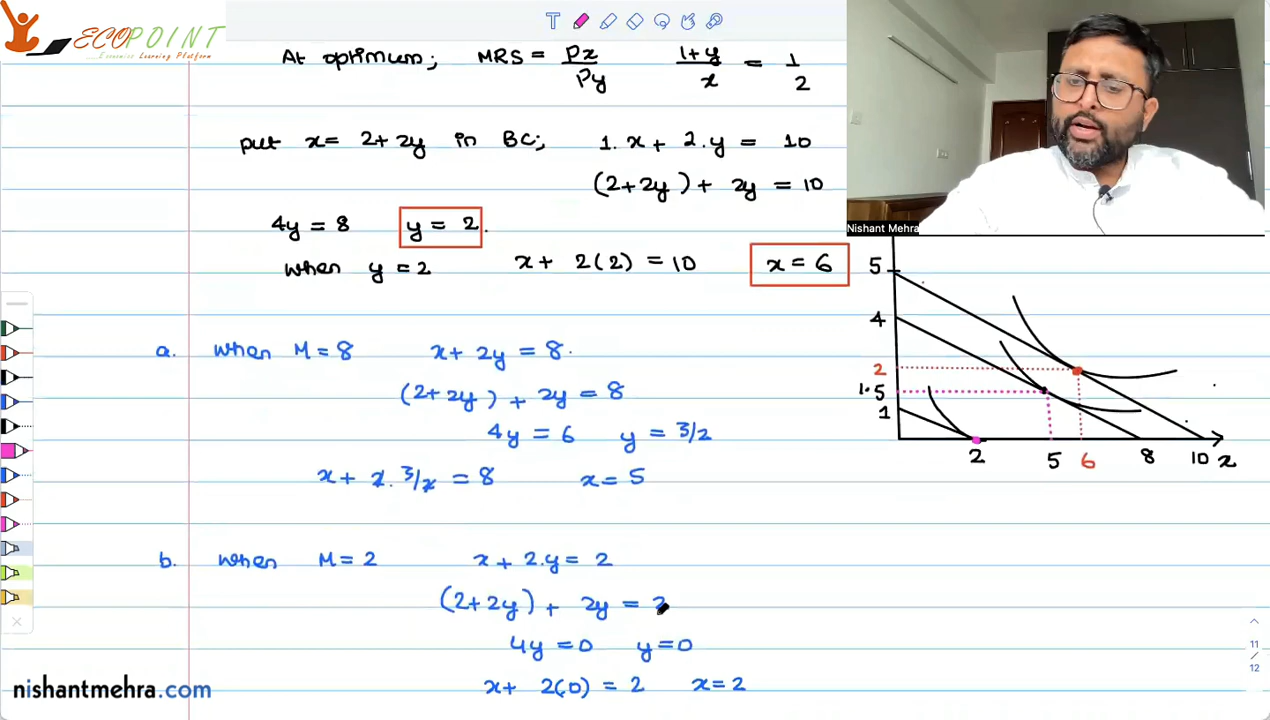 ECOPOINT
Economics Learning Platform
At optimum; MRS = px/py 1+y/x = 1/2
put x = 2+2y in BC; 1.x + 2.y = 10
(2+2y) + 2y = 10
4y = 8 y = 2.
when y = 2 x + 2(2) = 10 x = 6
a. when M = 8 x + 2y = 8.
(2+2y) + 2y = 8
4y = 6 y = 3/2
x + 2. 3/2 = 8 x = 5
b. when M = 2 x + 2.y = 2
(2+2y) + 2y = 2
4y = 0 y = 0
x + 2(0) = 2 x = 2
Nishant Mehra
5
4
2
1.5
1
2 5 6 8 10 x
11
/
12
nishantmehra.com